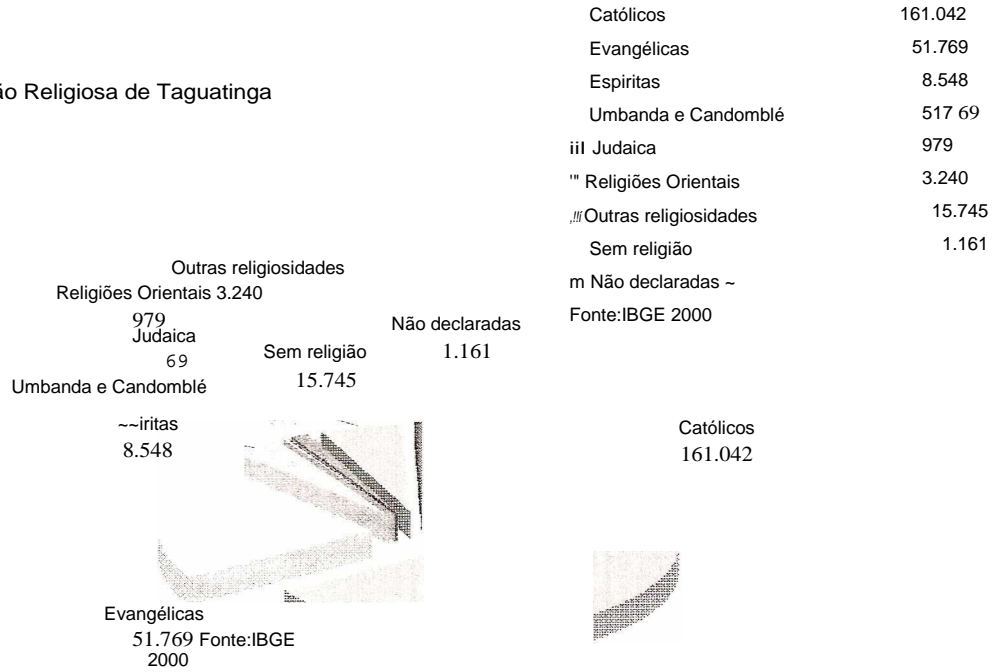 Católicos 161.042
Evangélicas 51.769
Espiritas 8.548
ão Religiosa de Taguatinga
Umbanda e Candomblé 517 69
iiI Judaica 979
'" Religiões Orientais 3.240
,!!í Outras religiosidades 15.745
Sem religião 1.161
m Não declaradas ~
Fonte:IBGE 2000
Outras religiosidades
Religiões Orientais 3.240
979
Judaica
69
Umbanda e Candomblé
Sem religião
15.745
Não declaradas
1.161
~~iritas
8.548
Católicos
161.042
Evangélicas
51.769 Fonte:IBGE
2000